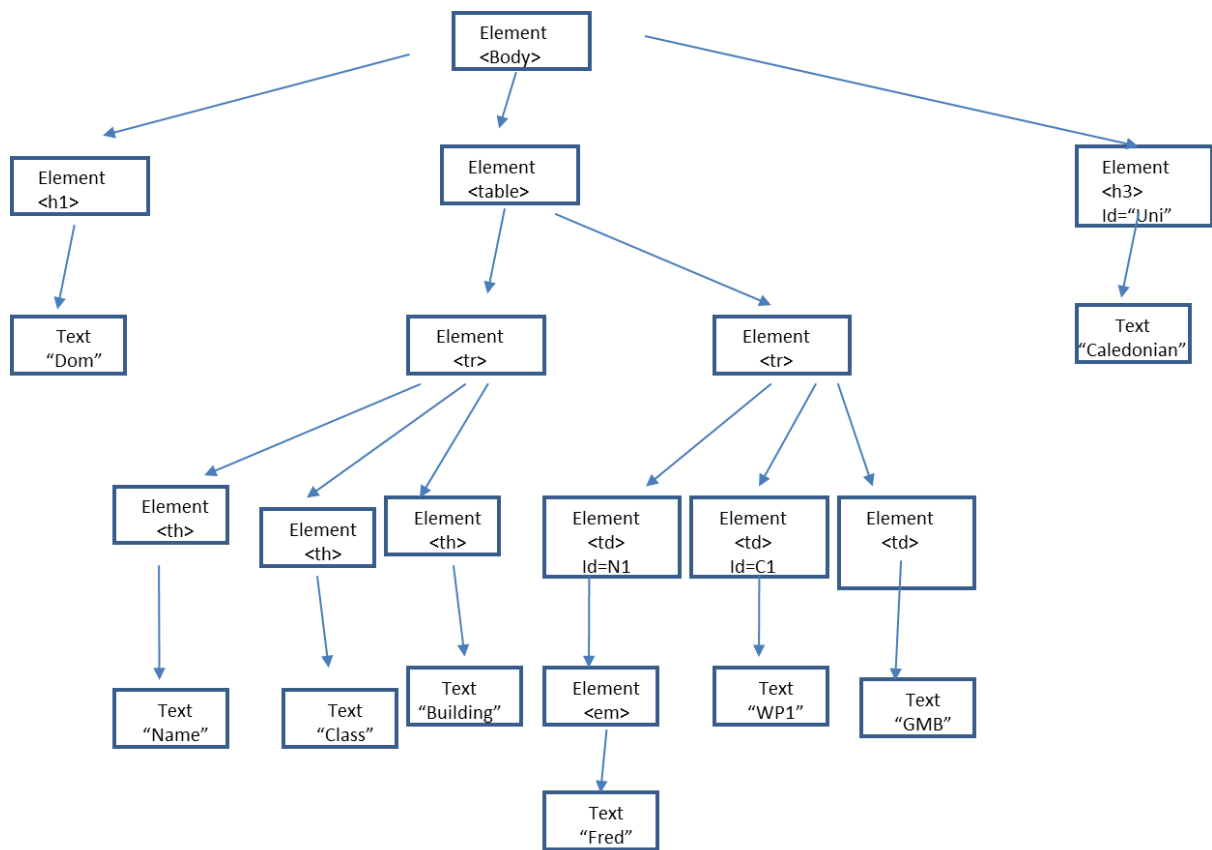 Element
<Body>
Element
<h1>
Element
<table>
Element
<h3>
Id=“Uni”
Text
“Dom”
Element
<tr>
Element
<tr>
Text
“Caledonian”
Element
<th>
Element
<th>
Element
<th>
Element
<td>
Id=N1
Element
<td>
Id=C1
Element
<td>
Text
“Name”
Text
“Class”
Text
“Building”
Element
<em>
Text
“WP1”
Text
“GMB”
Text
“Fred”